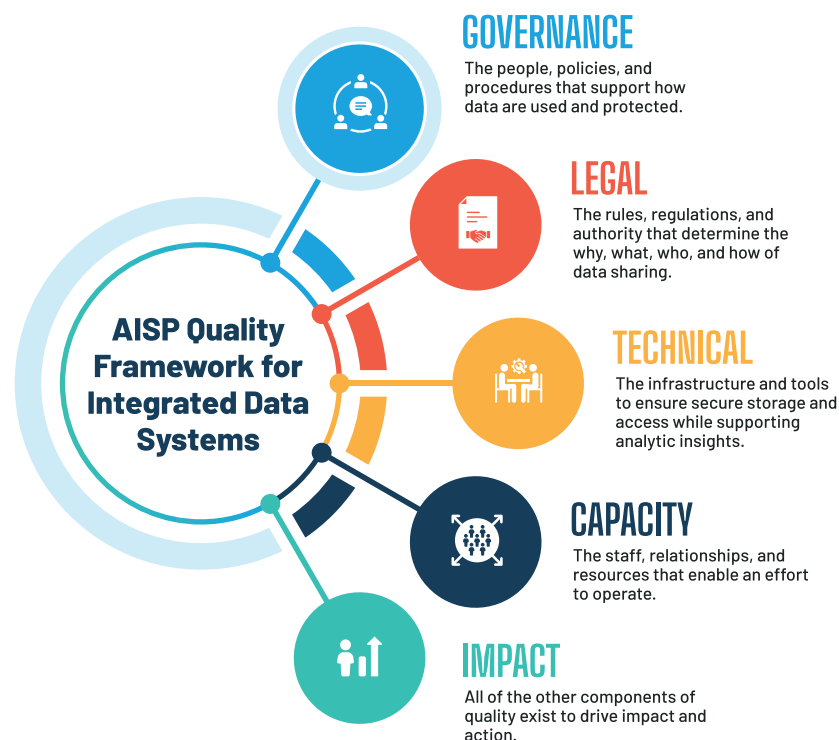 GOVERNANCE
The people, policies, and
procedures that support how
data are used and protected.
LEGAL
The rules, regulations, and
authority that determine the
why, what, who, and how of
data sharing.
AISP Quality
Framework for
Integrated Data
Systems
TECHNICAL
The infrastructure and tools
to ensure secure storage and
access while supporting
analytic insights.
CAPACITY
The staff, relationships, and
resources that enable an effort
to operate.
IMPACT
All of the other components of
quality exist to drive impact and
action.